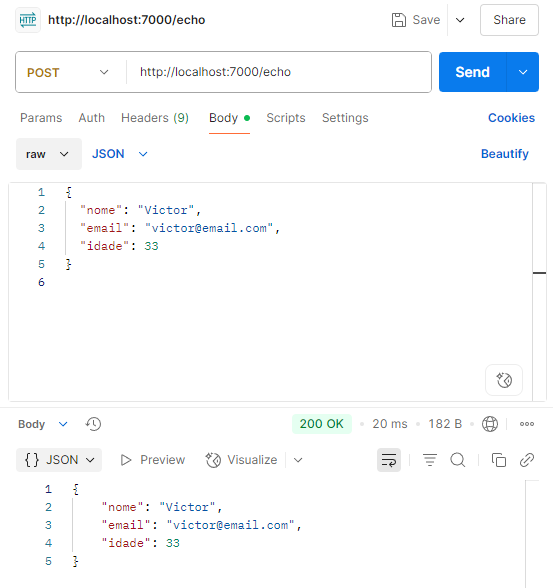 HTTP http://localhost:7000/echo Save Share
POST http://localhost:7000/echo Send
Params Auth Headers (9) Body Scripts Settings Cookies
raw JSON Beautify
1 {
2 "nome": "Victor",
3 "email": "victor@email.com",
4 "idade": 33
5 }
6
Body 200 OK 20 ms 182 B
{} JSON Preview Visualize
1 {
2 "nome": "Victor",
3 "email": "victor@email.com",
4 "idade": 33
5 }